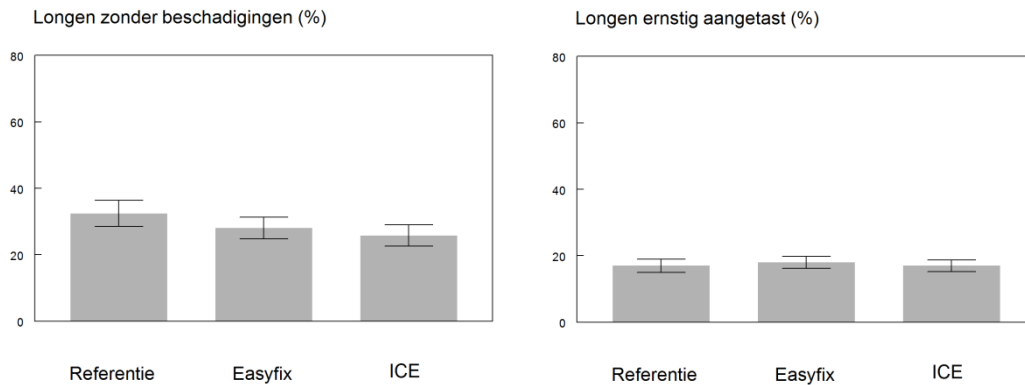 Longen zonder beschadigingen (%)
80
60
40
20
0
Referentie Easyfix ICE
Longen ernstig aangetast (%)
80
60
40
20
0
Referentie Easyfix ICE